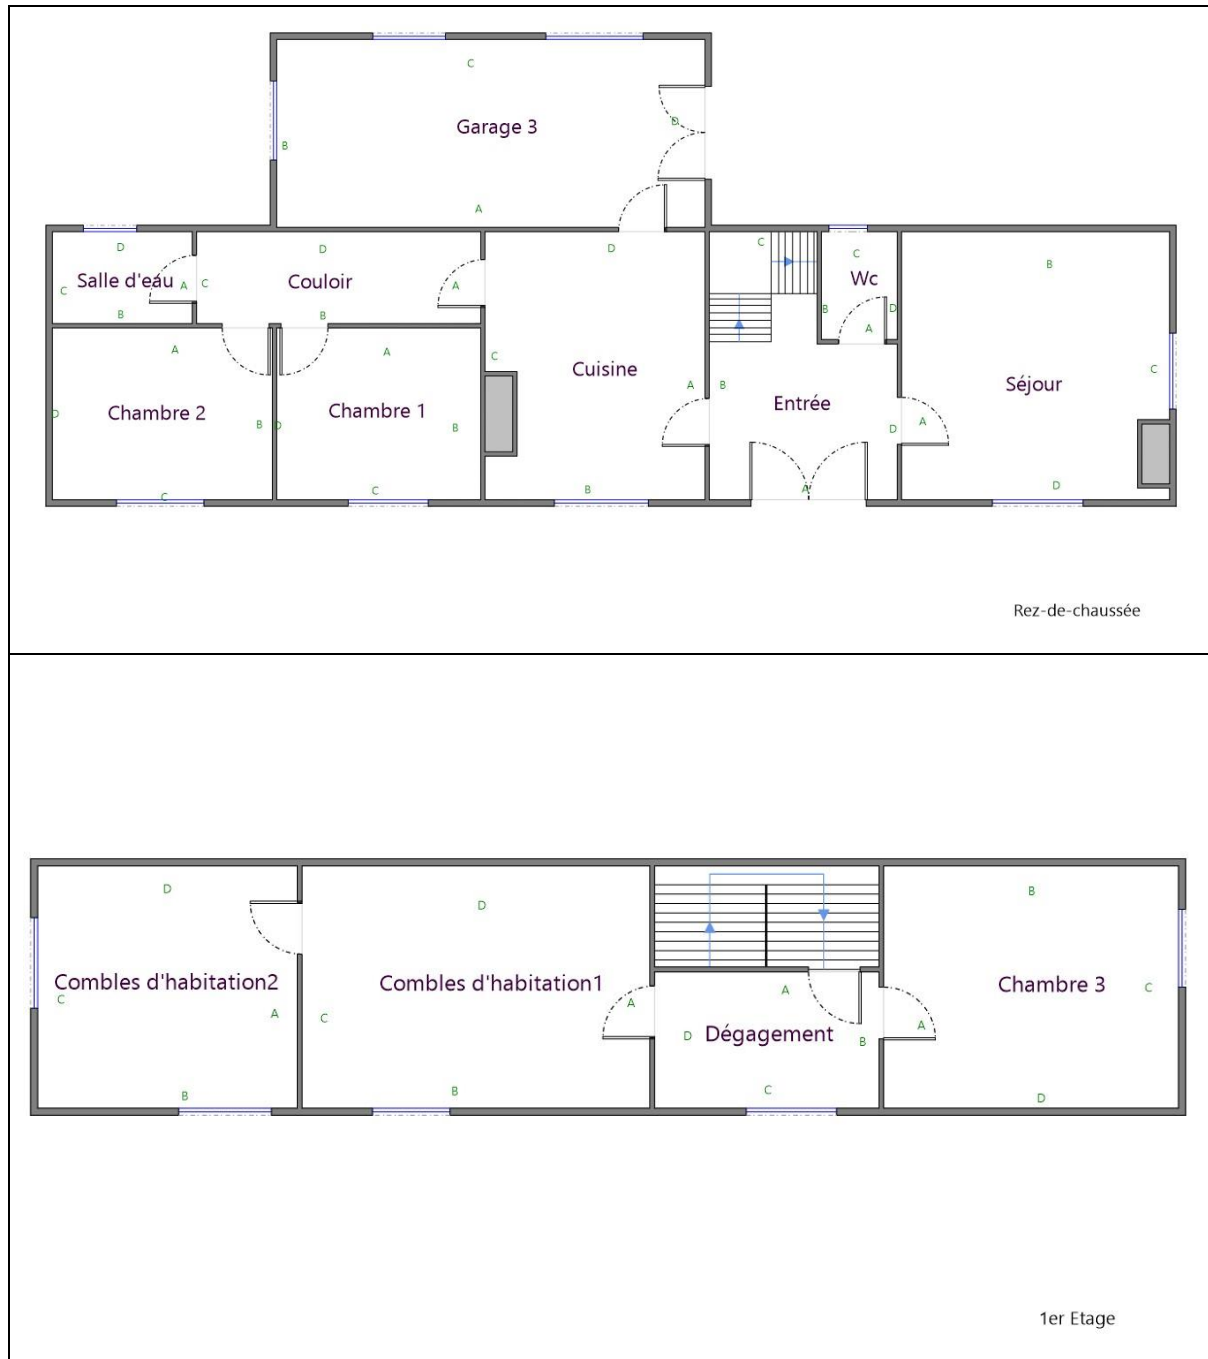 C
Garage 3
D
B
A
D
Salle d'eau
A
C
B
D
C
Couloir
B
A
D
C
Wc
B
D
A
C
B
A
Chambre 2
D
B
C
A
Chambre 1
D
B
C
C
Cuisine
A
B
B
Entrée
D
A
B
Séjour
C
A
D
Rez-de-chaussée
D
Combles d'habitation2
C
A
B
D
Combles d'habitation1
A
C
B
A
D
Dégagement
B
C
B
Chambre 3
C
A
D
1er Etage